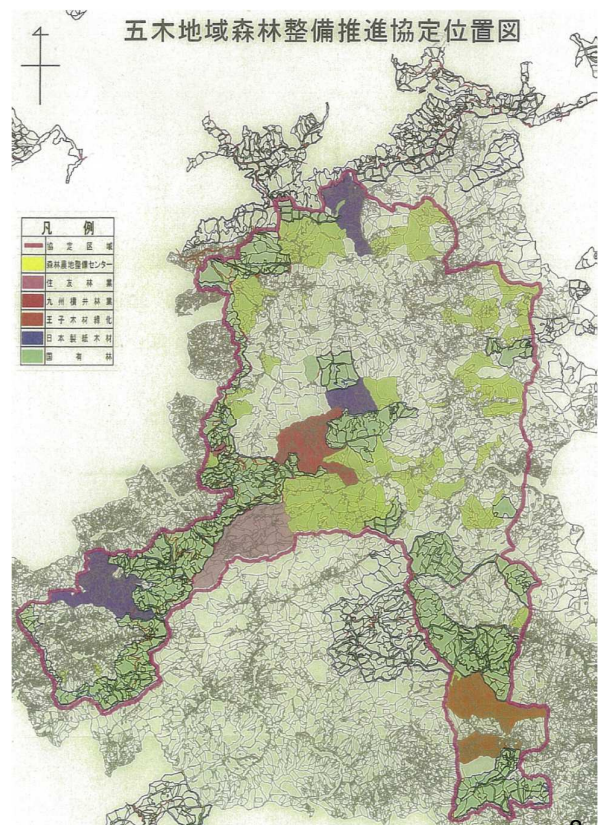 五木地域森林整備推進協定位置図
凡例
協定区域
森林農地整備センター
住友林業
九州横井林業
王子木材緑化
日本製紙木材
国有林